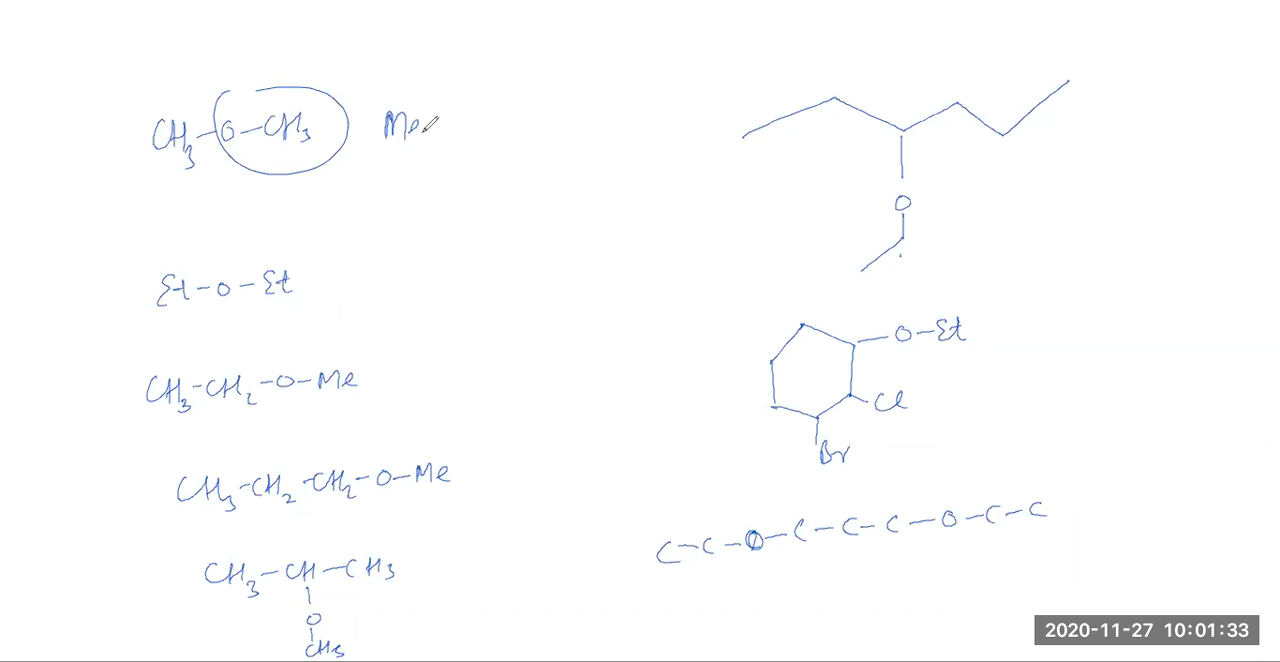 CH3-O-CH3 Me
Et-O-Et
CH3-CH2-O-Me
CH3-CH2-CH2-O-Me
CH3-CH-CH3
O
CH3
O
O-Et
Cl
Br
C-C-O-C-C-C-O-C-C
2020-11-27 10:01:33